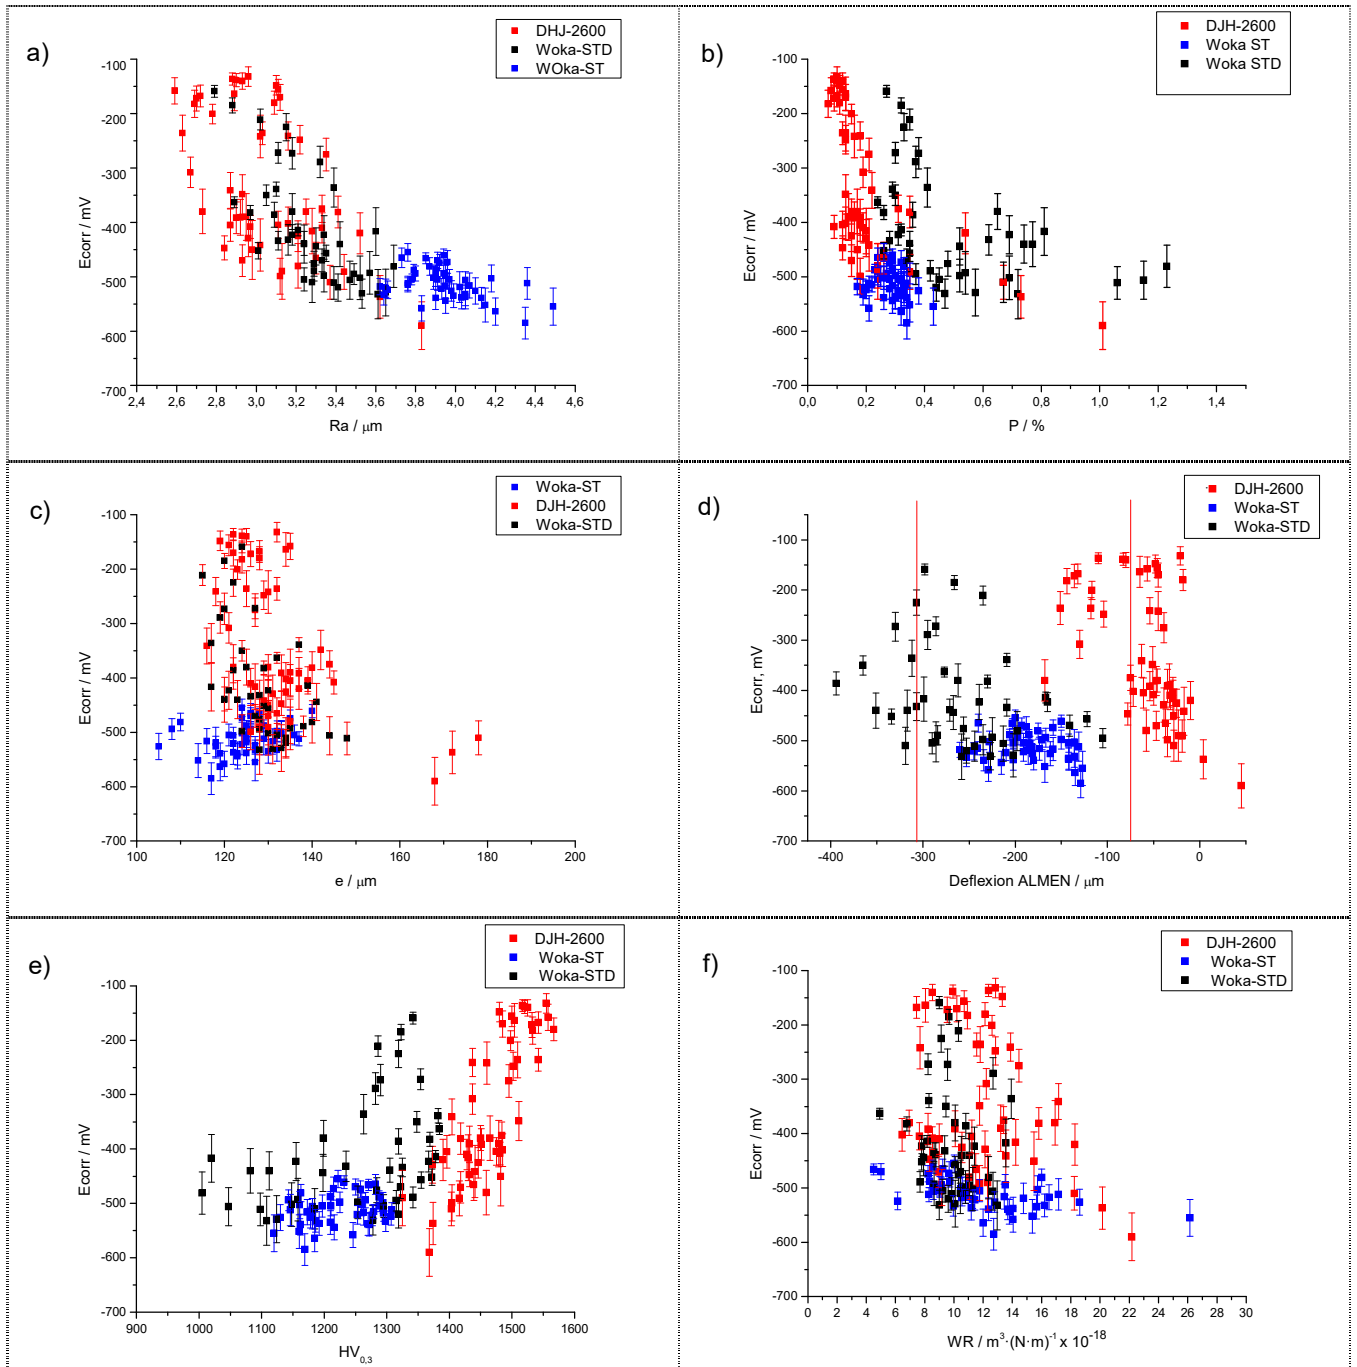 a)
DHJ-2600
Woka-STD
WOka-ST
-100
-200
-300
-400
-500
-600
-700
2,4 2,6 2,8 3,0 3,2 3,4 3,6 3,8 4,0 4,2 4,4 4,6
Ecorr / mV
Ra / μm
b)
DJH-2600
Woka ST
Woka STD
-100
-200
-300
-400
-500
-600
-700
0,0 0,2 0,4 0,6 0,8 1,0 1,2 1,4
Ecorr / mV
P / %
c)
Woka-ST
DJH-2600
Woka-STD
-100
-200
-300
-400
-500
-600
-700
100 120 140 160 180 200
Ecorr / mV
e / μm
d)
DJH-2600
Woka-ST
Woka-STD
-100
-200
-300
-400
-500
-600
-700
-400 -300 -200 -100 0
Ecorr, mV
Deflexion ALMEN / μm
e)
DJH-2600
Woka-ST
Woka-STD
-100
-200
-300
-400
-500
-600
-700
900 1000 1100 1200 1300 1400 1500 1600
Ecorr / mV
HV0,3
f)
DJH-2600
Woka-ST
Woka-STD
-100
-200
-300
-400
-500
-600
-700
0 2 4 6 8 10 12 14 16 18 20 22 24 26 28 30
Ecorr / mV
WR / m³·(N·m)⁻¹ x 10⁻¹⁸